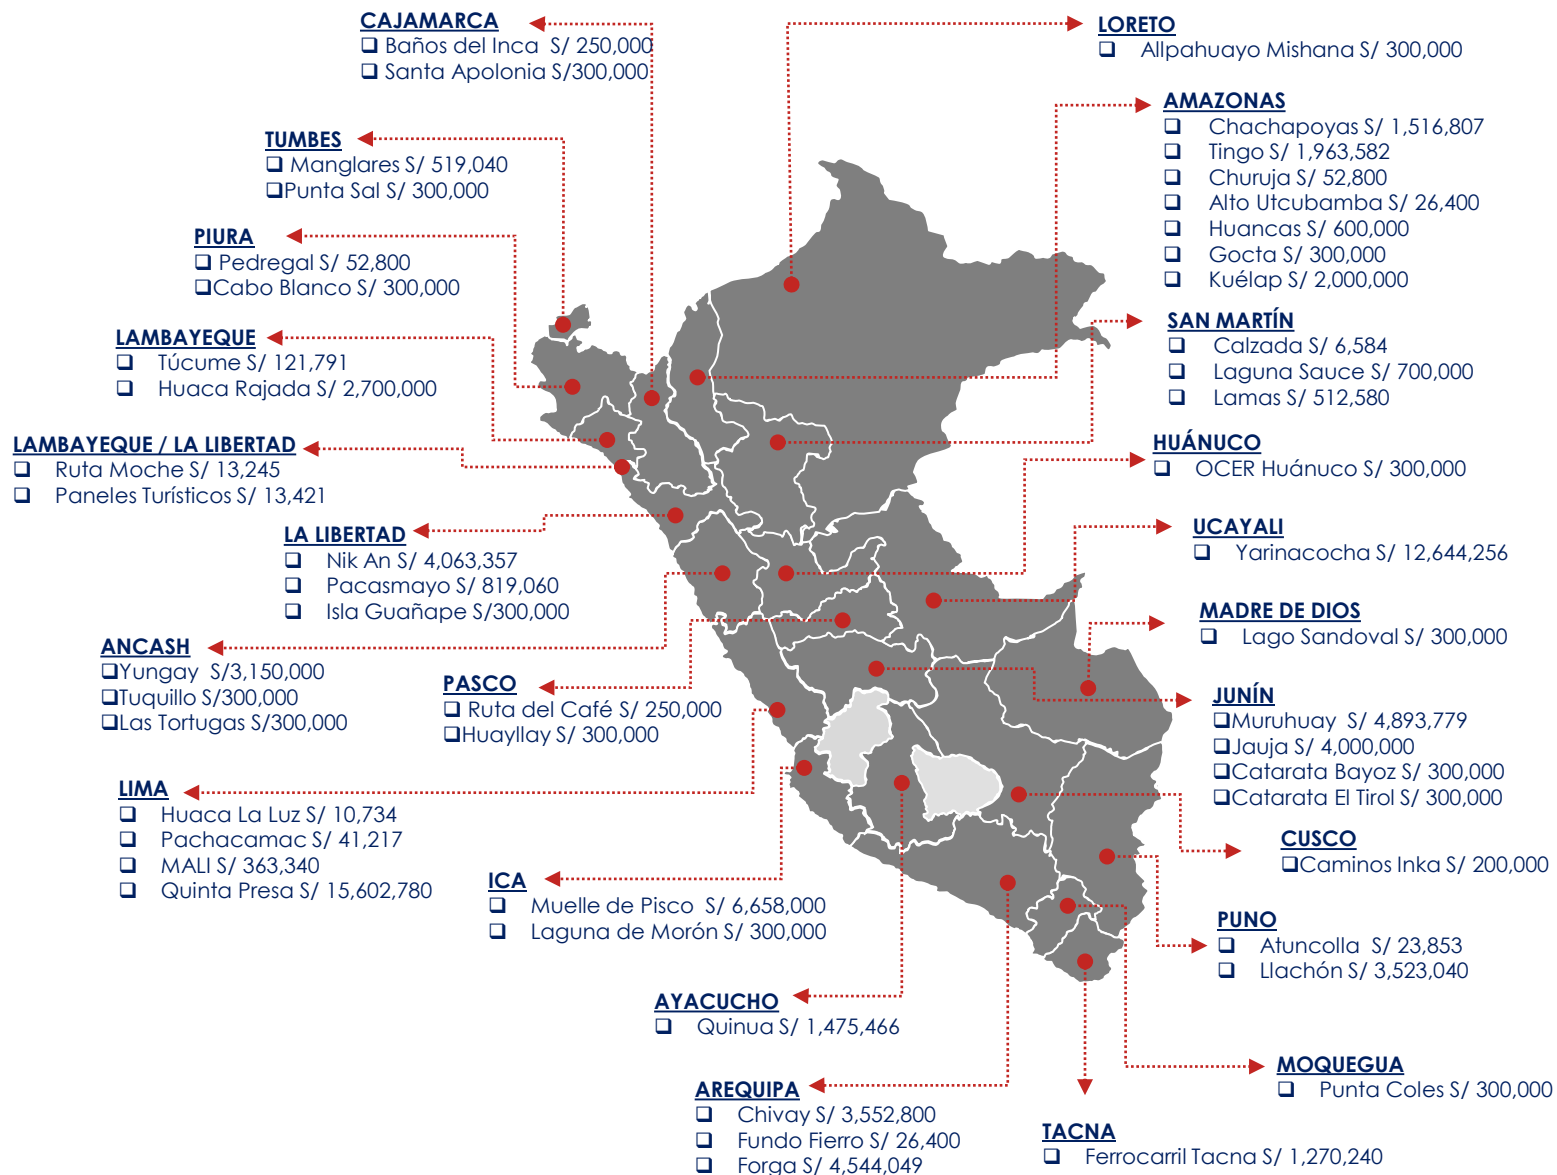 CAJAMARCA
❑ Baños del Inca S/ 250,000
❑ Santa Apolonia S/300,000
LORETO
❑ Allpahuayo Mishana S/ 300,000
AMAZONAS
❑ Chachapoyas S/ 1,516,807
❑ Tingo S/ 1,963,582
❑ Churuja S/ 52,800
❑ Alto Utcubamba S/ 26,400
❑ Huancas S/ 600,000
❑ Gocta S/ 300,000
❑ Kuélap S/ 2,000,000
TUMBES
❑ Manglares S/ 519,040
❑Punta Sal S/ 300,000
PIURA
❑ Pedregal S/ 52,800
❑Cabo Blanco S/ 300,000
SAN MARTÍN
❑ Calzada S/ 6,584
❑ Laguna Sauce S/ 700,000
❑ Lamas S/ 512,580
LAMBAYEQUE
❑ Túcume S/ 121,791
❑ Huaca Rajada S/ 2,700,000
LAMBAYEQUE / LA LIBERTAD
❑ Ruta Moche S/ 13,245
❑ Paneles Turísticos S/ 13,421
HUÁNUCO
❑ OCER Huánuco S/ 300,000
LA LIBERTAD
❑ Nik An S/ 4,063,357
❑ Pacasmayo S/ 819,060
❑ Isla Guañape S/300,000
UCAYALI
❑ Yarinacocha S/ 12,644,256
MADRE DE DIOS
❑ Lago Sandoval S/ 300,000
ANCASH
❑Yungay S/3,150,000
❑Tuquillo S/300,000
❑Las Tortugas S/300,000
PASCO
❑ Ruta del Café S/ 250,000
❑Huayllay S/ 300,000
JUNÍN
❑Muruhuay S/ 4,893,779
❑Jauja S/ 4,000,000
❑Catarata Bayoz S/ 300,000
❑Catarata El Tirol S/ 300,000
LIMA
❑ Huaca La Luz S/ 10,734
❑ Pachacamac S/ 41,217
❑ MALI S/ 363,340
❑ Quinta Presa S/ 15,602,780
CUSCO
❑Caminos Inka S/ 200,000
ICA
❑ Muelle de Pisco S/ 6,658,000
❑ Laguna de Morón S/ 300,000
PUNO
❑ Atuncolla S/ 23,853
❑ Llachón S/ 3,523,040
AYACUCHO
❑ Quinua S/ 1,475,466
MOQUEGUA
❑ Punta Coles S/ 300,000
AREQUIPA
❑ Chivay S/ 3,552,800
❑ Fundo Fierro S/ 26,400
❑ Forga S/ 4,544,049
TACNA
❑ Ferrocarril Tacna S/ 1,270,240